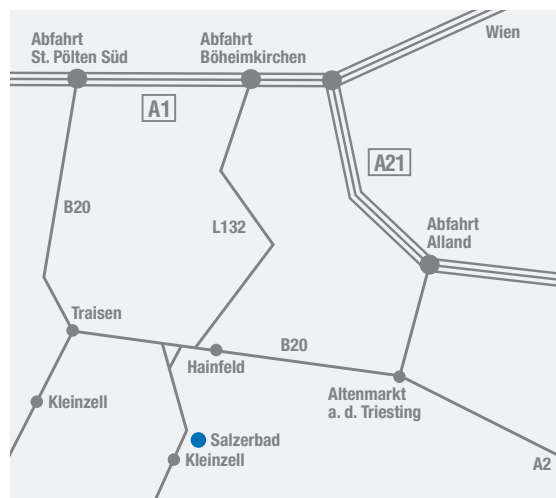 Abfahrt
St. Pölten Süd
Abfahrt
Böheimkirchen
Wien
A1
A21
B20
L132
Abfahrt
Alland
Traisen
B20
Hainfeld
Kleinzell
Altenmarkt
a. d. Triesting
Salzerbad
Kleinzell
A2